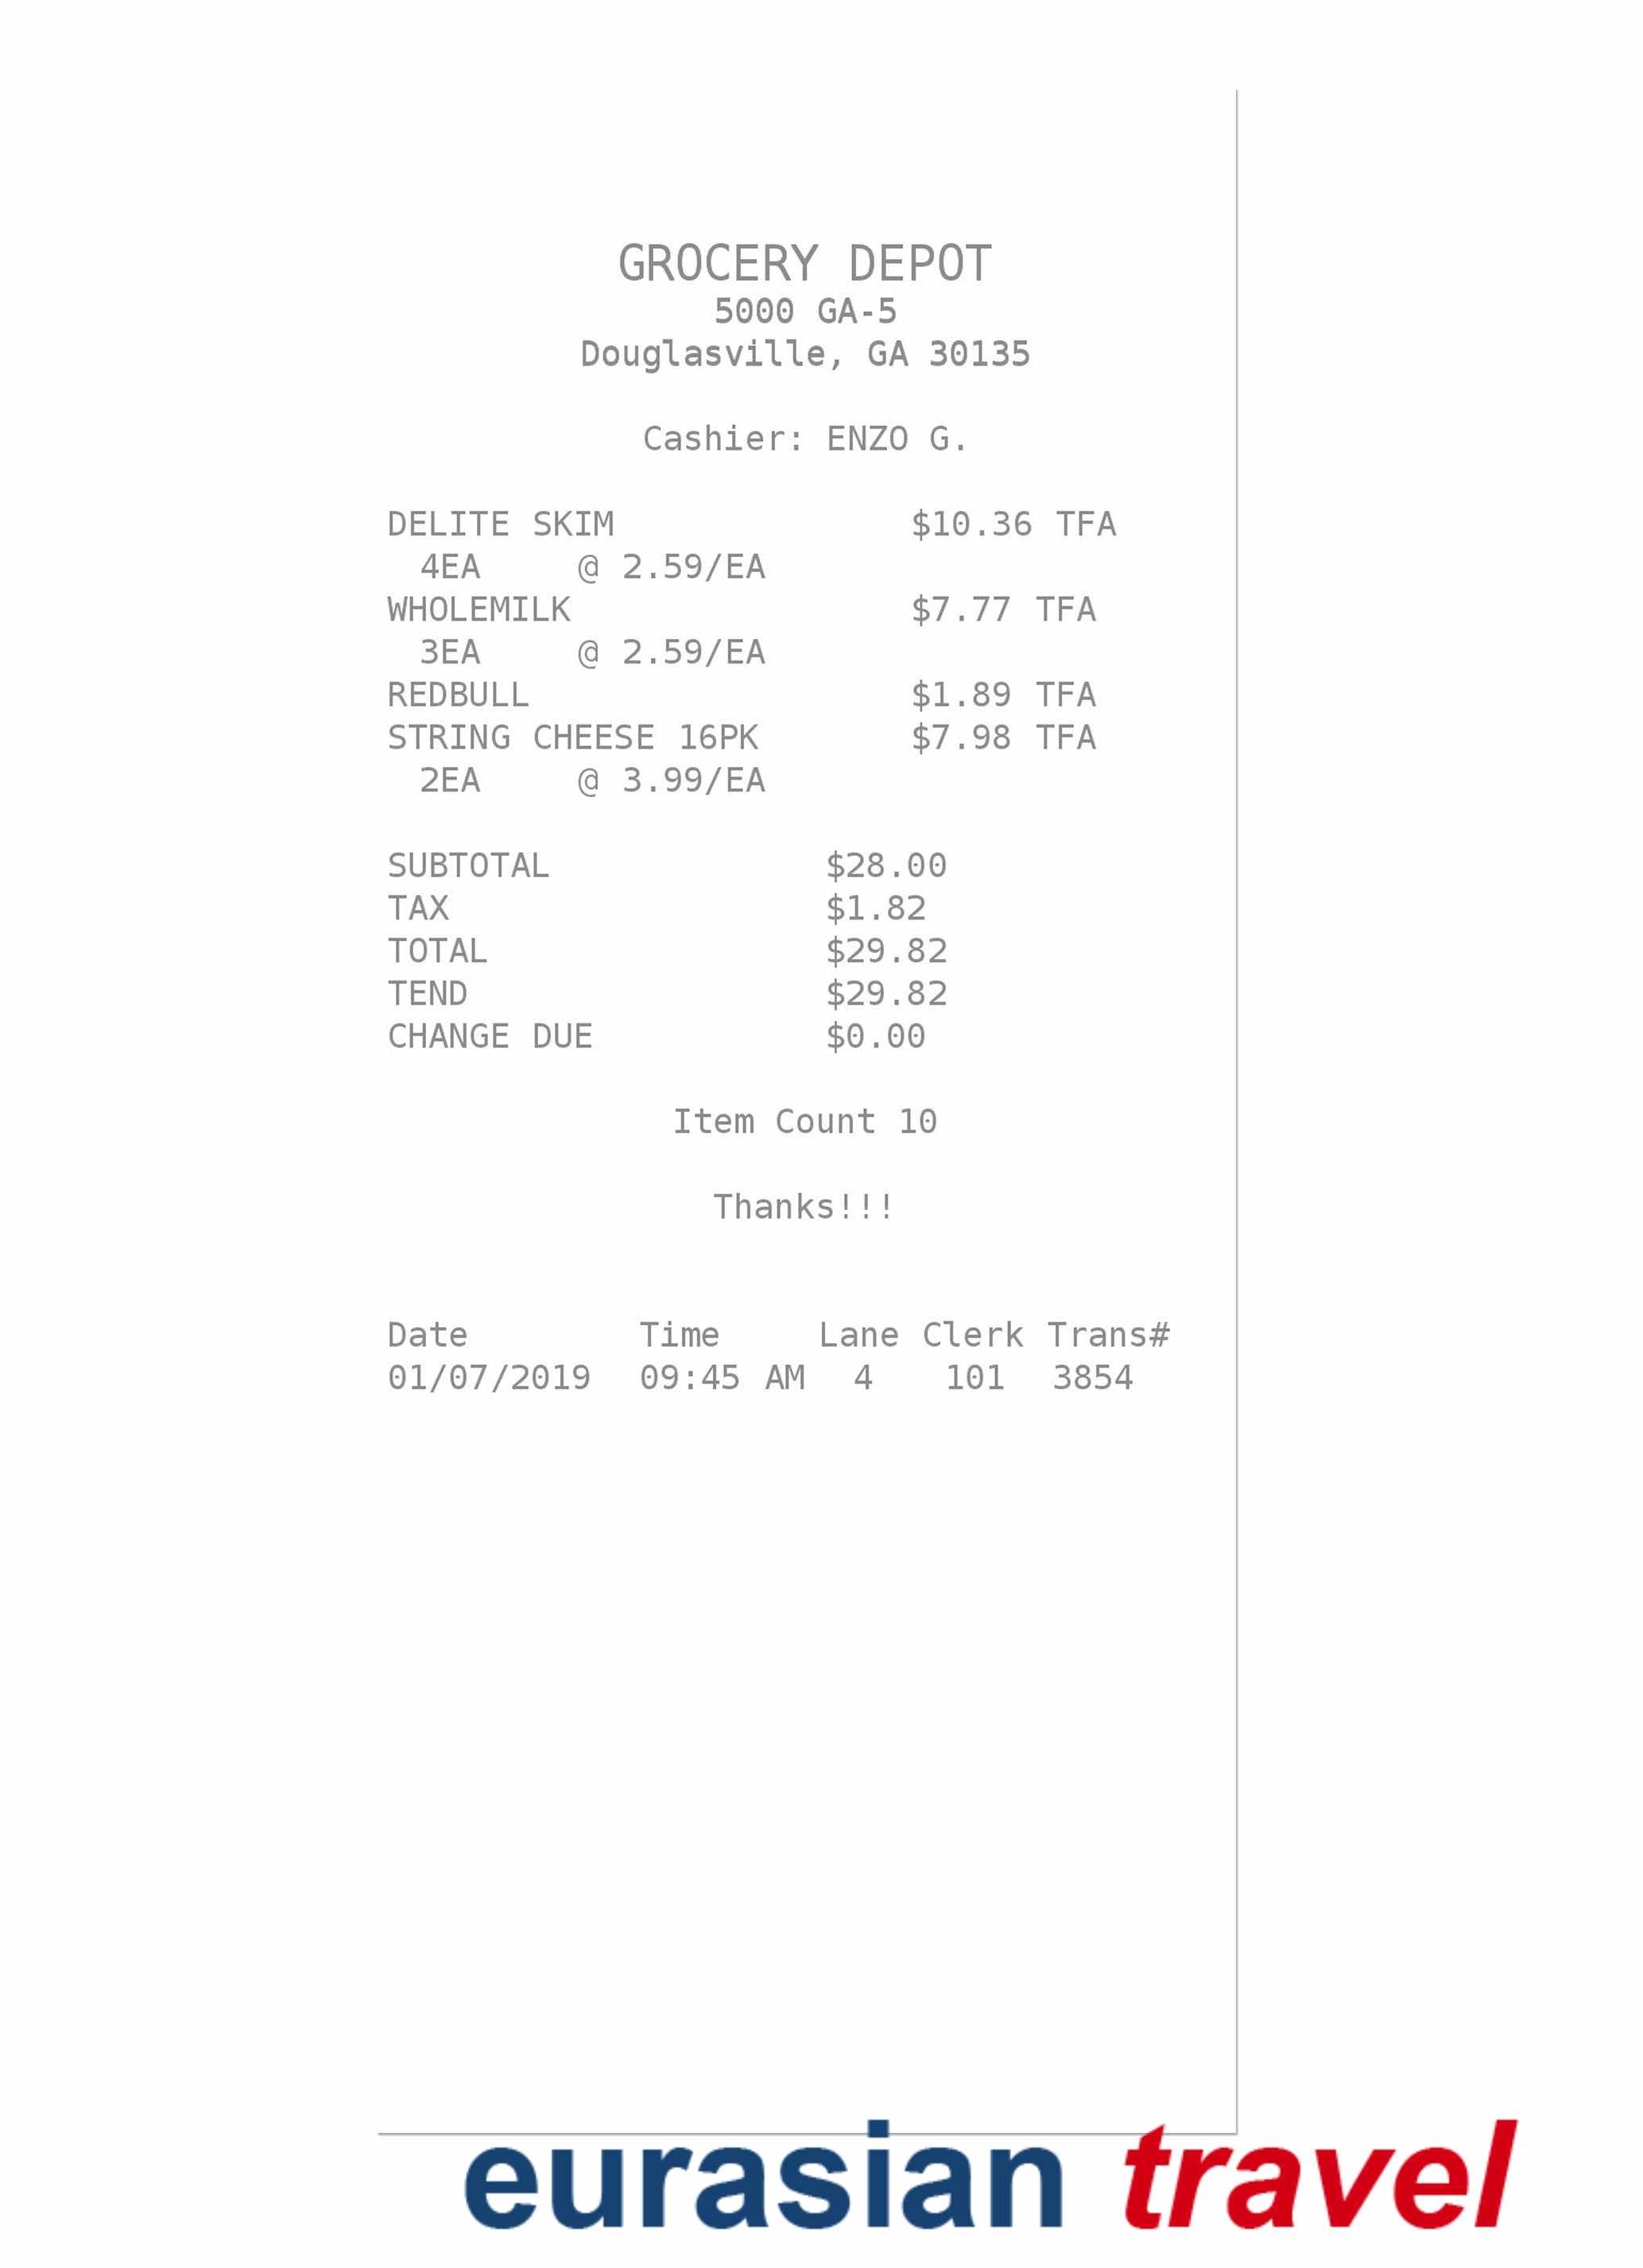 GROCERY DEPOT
5000 GA-5
Douglasville, GA 30135
Cashier: ENZO G.
DELITE SKIM $10.36 TFA
4EA @ 2.59/EA
WHOLEMILK $7.77 TFA
3EA @ 2.59/EA
REDBULL $1.89 TFA
STRING CHEESE 16PK $7.98 TFA
2EA @ 3.99/EA
SUBTOTAL $28.00
TAX $1.82
TOTAL $29.82
TEND $29.82
CHANGE DUE $0.00
Item Count 10
Thanks!!!
Date Time Lane Clerk Trans#
01/07/2019 09:45 AM 4 101 3854
eurasian travel